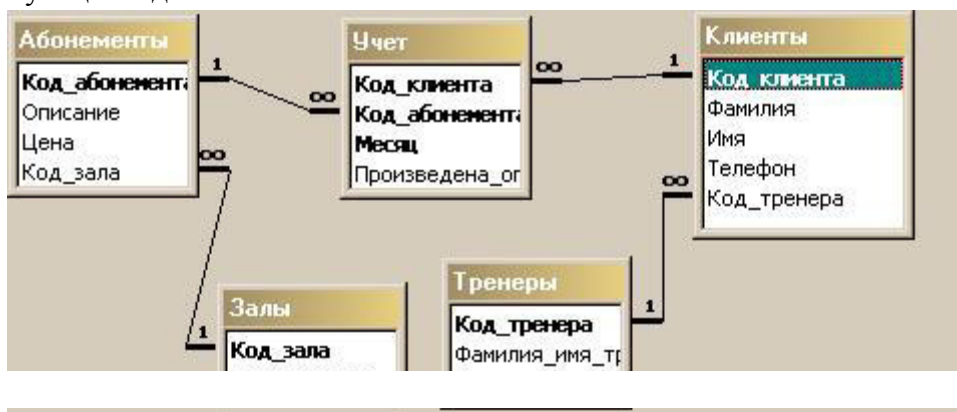 Абонементы
Код_абонемента
Описание
Цена
Код_зала
1
∞
∞
Учет
Код_клиента
Код_абонемента
Месяц
Произведена_оп
∞
1
Клиенты
Код_клиента
Фамилия
Имя
Телефон
Код_тренера
∞
Залы
1
Код_зала
Тренеры
1
Код_тренера
Фамилия_имя_тр